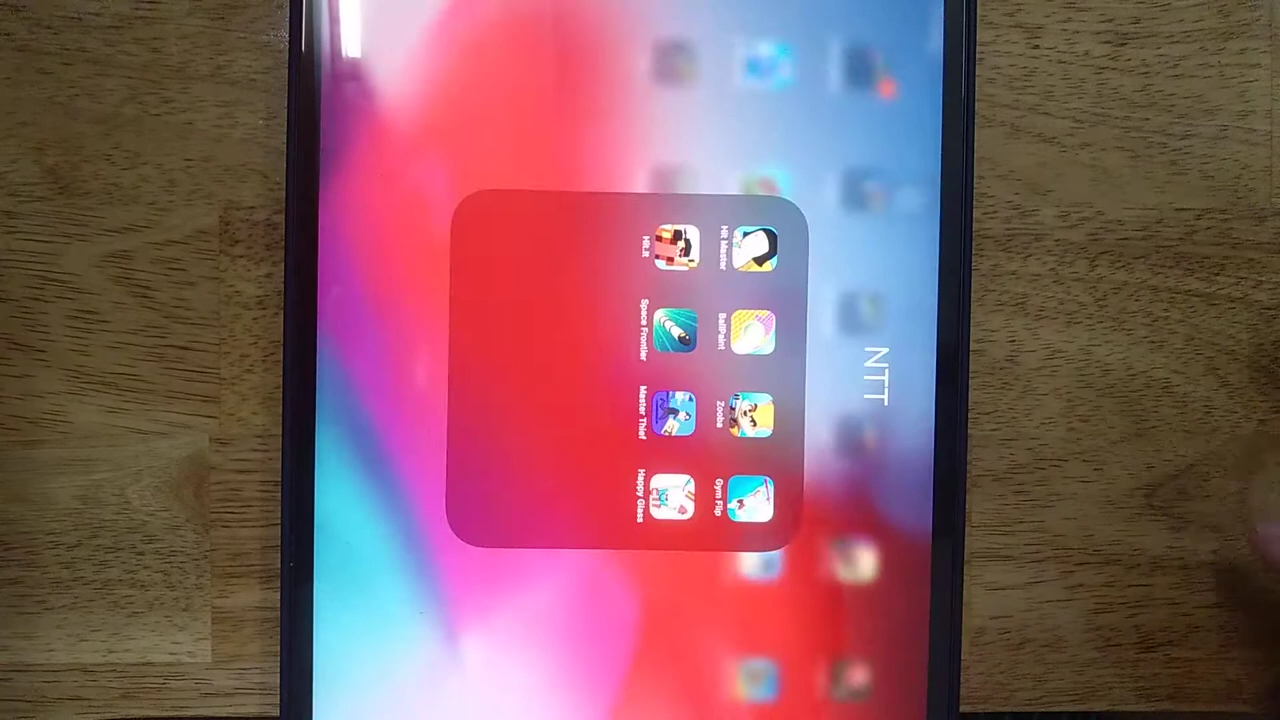 NTT
Hit Master
BallPaint
Zooba
Gym Flip
Hit.it
Space Frontier
Master Thief
Happy Glass